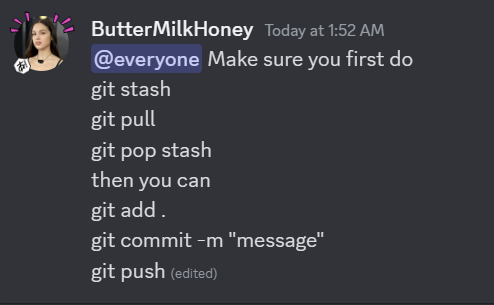 ButterMilkHoney Today at 1:52 AM
@everyone Make sure you first do
git stash
git pull
git pop stash
then you can
git add .
git commit -m "message"
git push (edited)